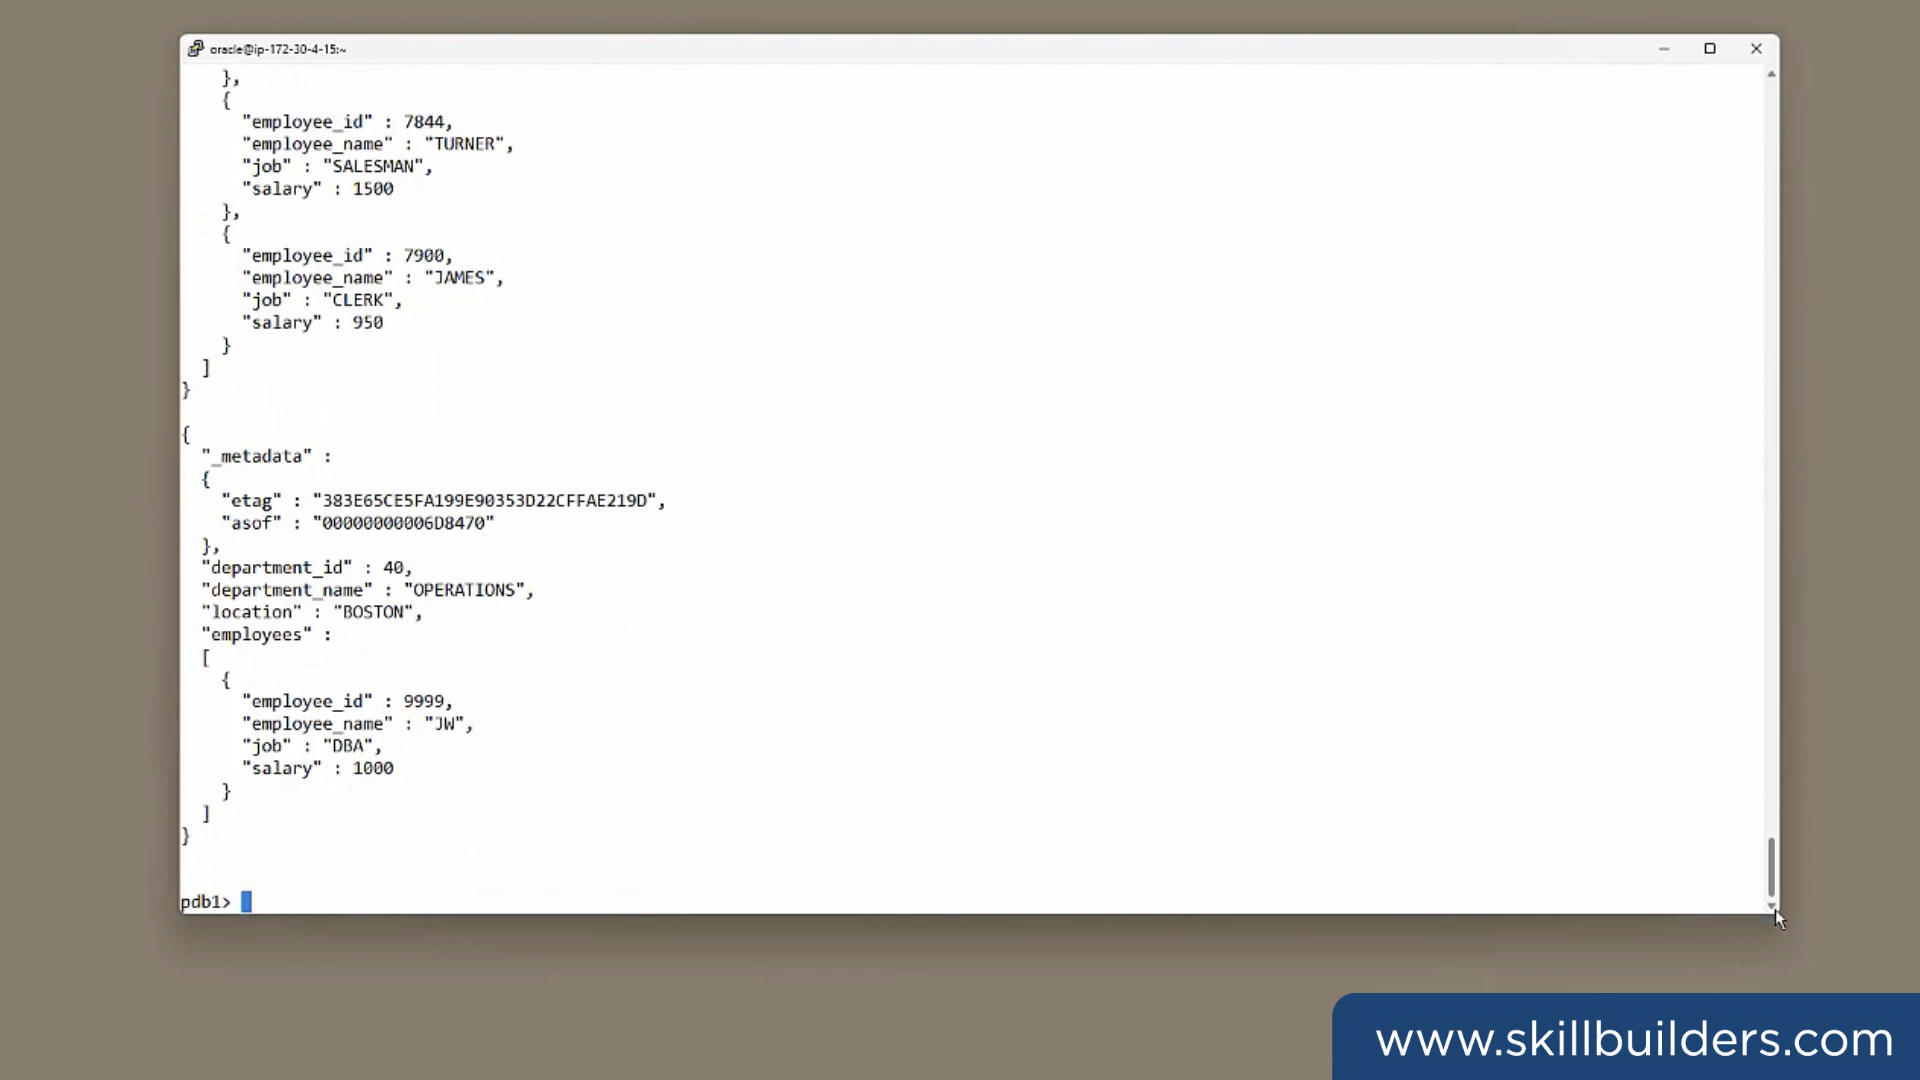 oracle@ip-172-30-4-15:~
},
{
"employee_id" : 7844,
"employee_name" : "TURNER",
"job" : "SALESMAN",
"salary" : 1500
},
{
"employee_id" : 7900,
"employee_name" : "JAMES",
"job" : "CLERK",
"salary" : 950
}
]
}
{
"_metadata" :
{
"etag" : "383E65CE5FA199E90353D22CFFAE219D",
"asof" : "00000000006D8470"
},
"department_id" : 40,
"department_name" : "OPERATIONS",
"location" : "BOSTON",
"employees" :
[
{
"employee_id" : 9999,
"employee_name" : "JW",
"job" : "DBA",
"salary" : 1000
}
]
}
pdb1>
www.skillbuilders.com